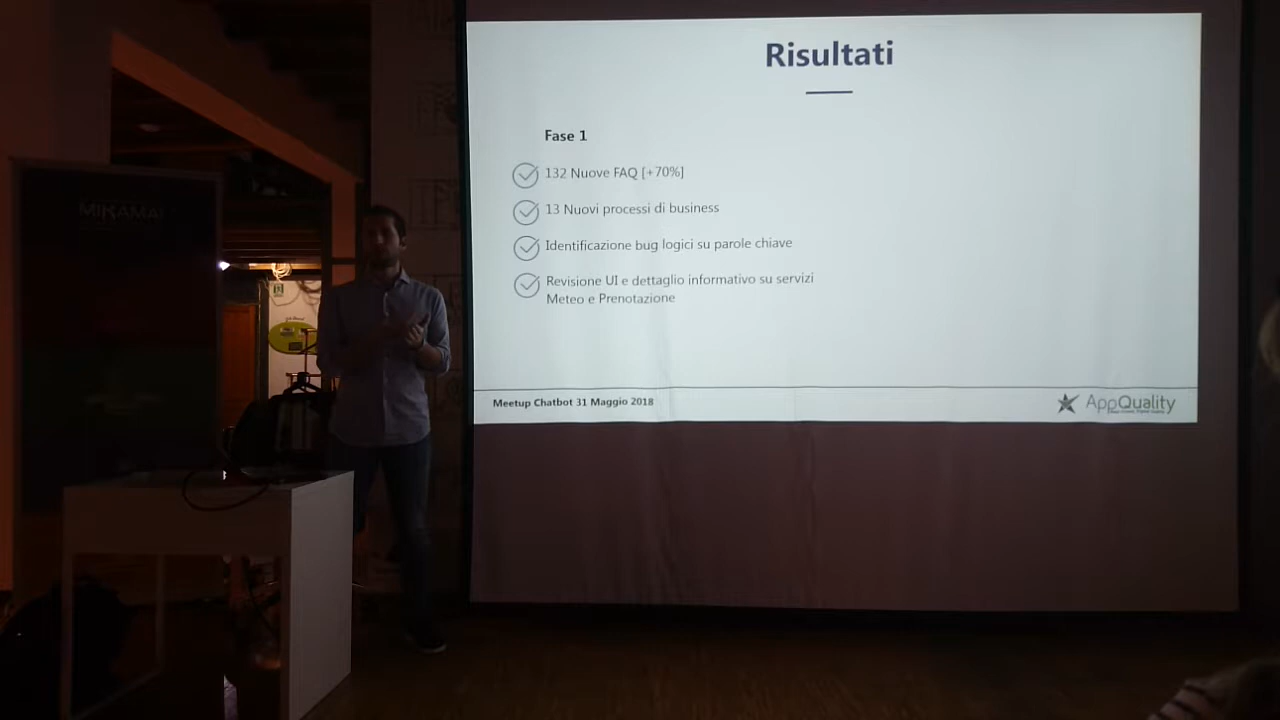 Risultati
Fase 1
132 Nuove FAQ [+70%]
13 Nuovi processi di business
Identificazione bug logici su parole chiave
Revisione UI e dettaglio informativo su servizi
Meteo e Prenotazione
Meetup Chatbot 31 Maggio 2018
AppQuality
MIKAMAI